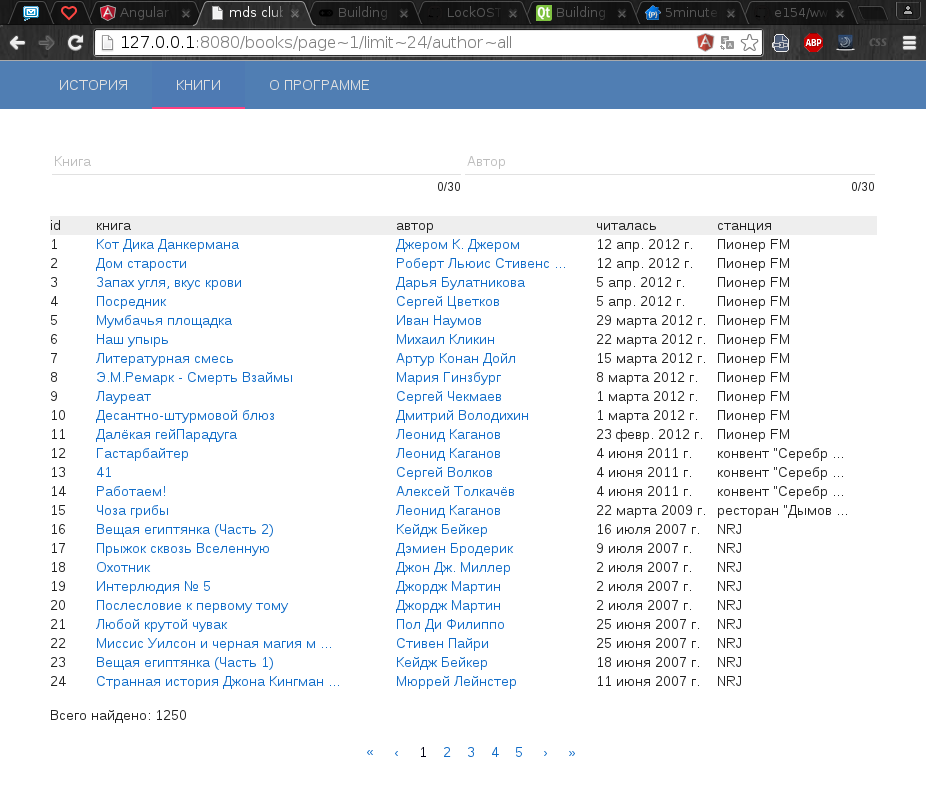 Angular
mds clu
Building
LockOST
Building
5minute
e154/ww
127.0.0.1:8080/books/page~1/limit~24/author~all
ABP
CSS
ИСТОРИЯ КНИГИ О ПРОГРАММЕ
Книга Автор
0/30 0/30
id книга автор читалась станция
1 Кот Дика Данкермана Джером К. Джером 12 апр. 2012 г. Пионер FM
2 Дом старости Роберт Льюис Стивенс ... 12 апр. 2012 г. Пионер FM
3 Запах угля, вкус крови Дарья Булатникова 5 апр. 2012 г. Пионер FM
4 Посредник Сергей Цветков 5 апр. 2012 г. Пионер FM
5 Мумбачья площадка Иван Наумов 29 марта 2012 г. Пионер FM
6 Наш упырь Михаил Кликин 22 марта 2012 г. Пионер FM
7 Литературная смесь Артур Конан Дойл 15 марта 2012 г. Пионер FM
8 Э.М.Ремарк - Смерть Взаймы Мария Гинзбург 8 марта 2012 г. Пионер FM
9 Лауреат Сергей Чекмаев 1 марта 2012 г. Пионер FM
10 Десантно-штурмовой блюз Дмитрий Володихин 1 марта 2012 г. Пионер FM
11 Далёкая гейПарадуга Леонид Каганов 23 февр. 2012 г. Пионер FM
12 Гастарбайтер Леонид Каганов 4 июня 2011 г. конвент "Серебр ...
13 41 Сергей Волков 4 июня 2011 г. конвент "Серебр ...
14 Работаем! Алексей Толкачёв 4 июня 2011 г. конвент "Серебр ...
15 Чоза грибы Леонид Каганов 22 марта 2009 г. ресторан "Дымов ...
16 Вещая египтянка (Часть 2) Кейдж Бейкер 16 июля 2007 г. NRJ
17 Прыжок сквозь Вселенную Дэмиен Бродерик 9 июля 2007 г. NRJ
18 Охотник Джон Дж. Миллер 2 июля 2007 г. NRJ
19 Интерлюдия № 5 Джордж Мартин 2 июля 2007 г. NRJ
20 Послесловие к первому тому Джордж Мартин 2 июля 2007 г. NRJ
21 Любой крутой чувак Пол Ди Филиппо 25 июня 2007 г. NRJ
22 Миссис Уилсон и черная магия м ... Стивен Пайри 25 июня 2007 г. NRJ
23 Вещая египтянка (Часть 1) Кейдж Бейкер 18 июня 2007 г. NRJ
24 Странная история Джона Кингман ... Мюррей Лейнстер 11 июня 2007 г. NRJ
Всего найдено: 1250
« ‹ 1 2 3 4 5 › »